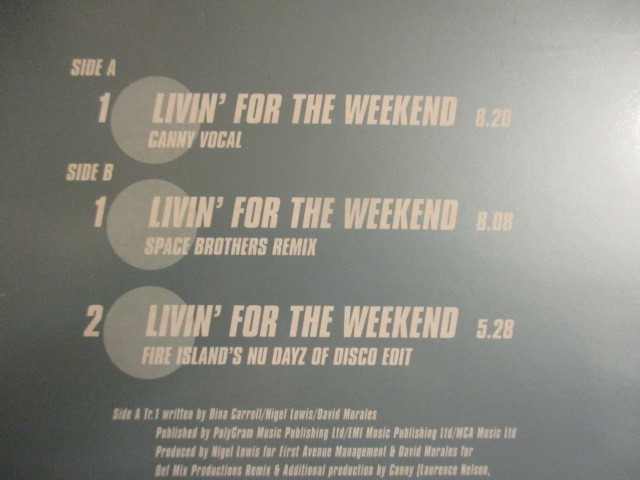 SIDE A
1 LIVIN' FOR THE WEEKEND 8.20
CANNY VOCAL
SIDE B
1 LIVIN' FOR THE WEEKEND 8.08
SPACE BROTHERS REMIX
2 LIVIN' FOR THE WEEKEND 5.28
FIRE ISLAND'S NU DAYZ OF DISCO EDIT
Side A Tr.1 written by Dina Carroll/Nigel Lowis/David Morales
Published by PolyGram Music Publishing Ltd/EMI Music Publishing Ltd/MCA Music Ltd
Produced by Nigel Lowis for First Avenue Management & David Morales for
Def Mix Productions Remix & Additional production by Canny (Laurence Nelson,